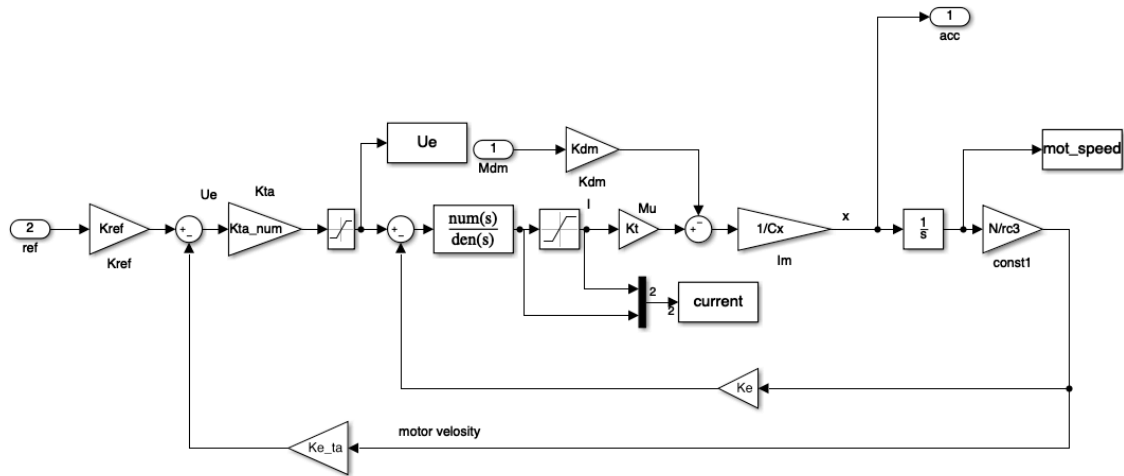 1
acc
Ue
1
Mdm
Kdm
Kdm
mot_speed
Ue
Kta
I
Mu
x
2
ref
Kref
Kref
+
−
Kta_num
+
−
num(s)
den(s)
Kt
+
−
1/Cx
Im
1
s
N/rc3
const1
2
2
current
Ke
motor velosity
Ke_ta